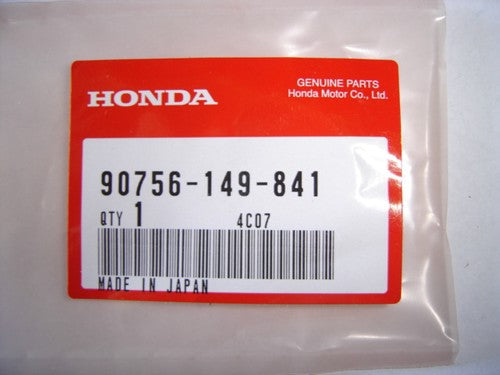 GENUINE PARTS
HONDA
Honda Motor Co., Ltd.
90756-149-841
QTY 1 4C07
MADE IN JAPAN